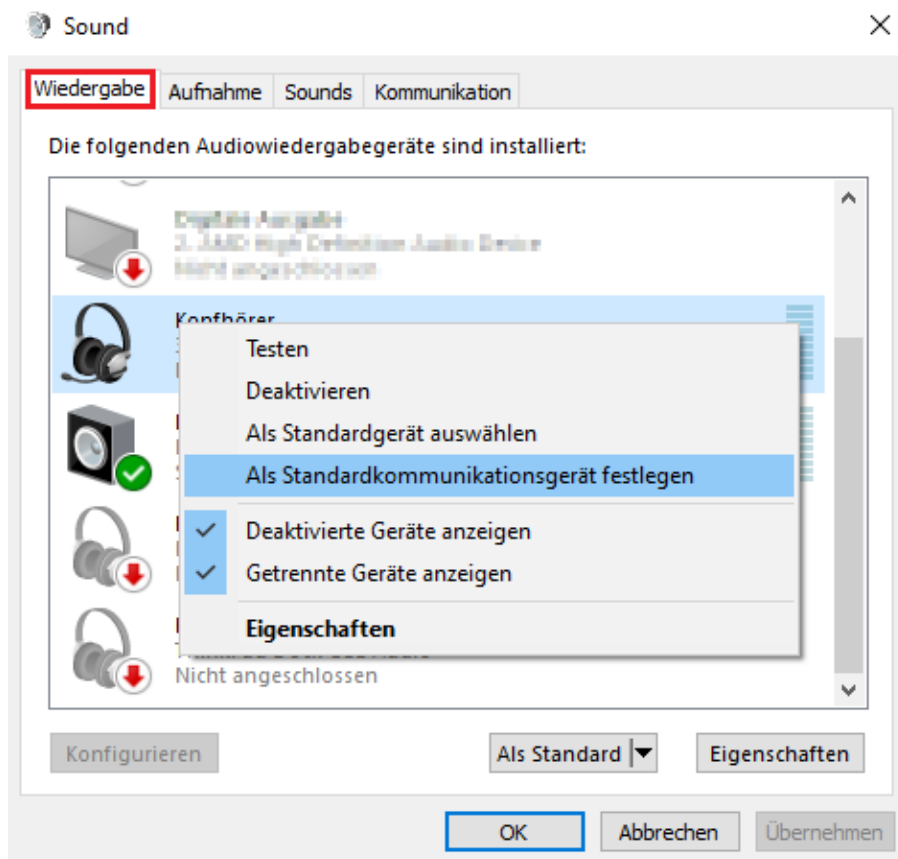 Sound
Wiedergabe Aufnahme Sounds Kommunikation
Die folgenden Audiowiedergabegeräte sind installiert:
Kopfhörer
Testen
Deaktivieren
Als Standardgerät auswählen
Als Standardkommunikationsgerät festlegen
Deaktivierte Geräte anzeigen
Getrennte Geräte anzeigen
Eigenschaften
Nicht angeschlossen
Konfigurieren Als Standard Eigenschaften
OK Abbrechen Übernehmen